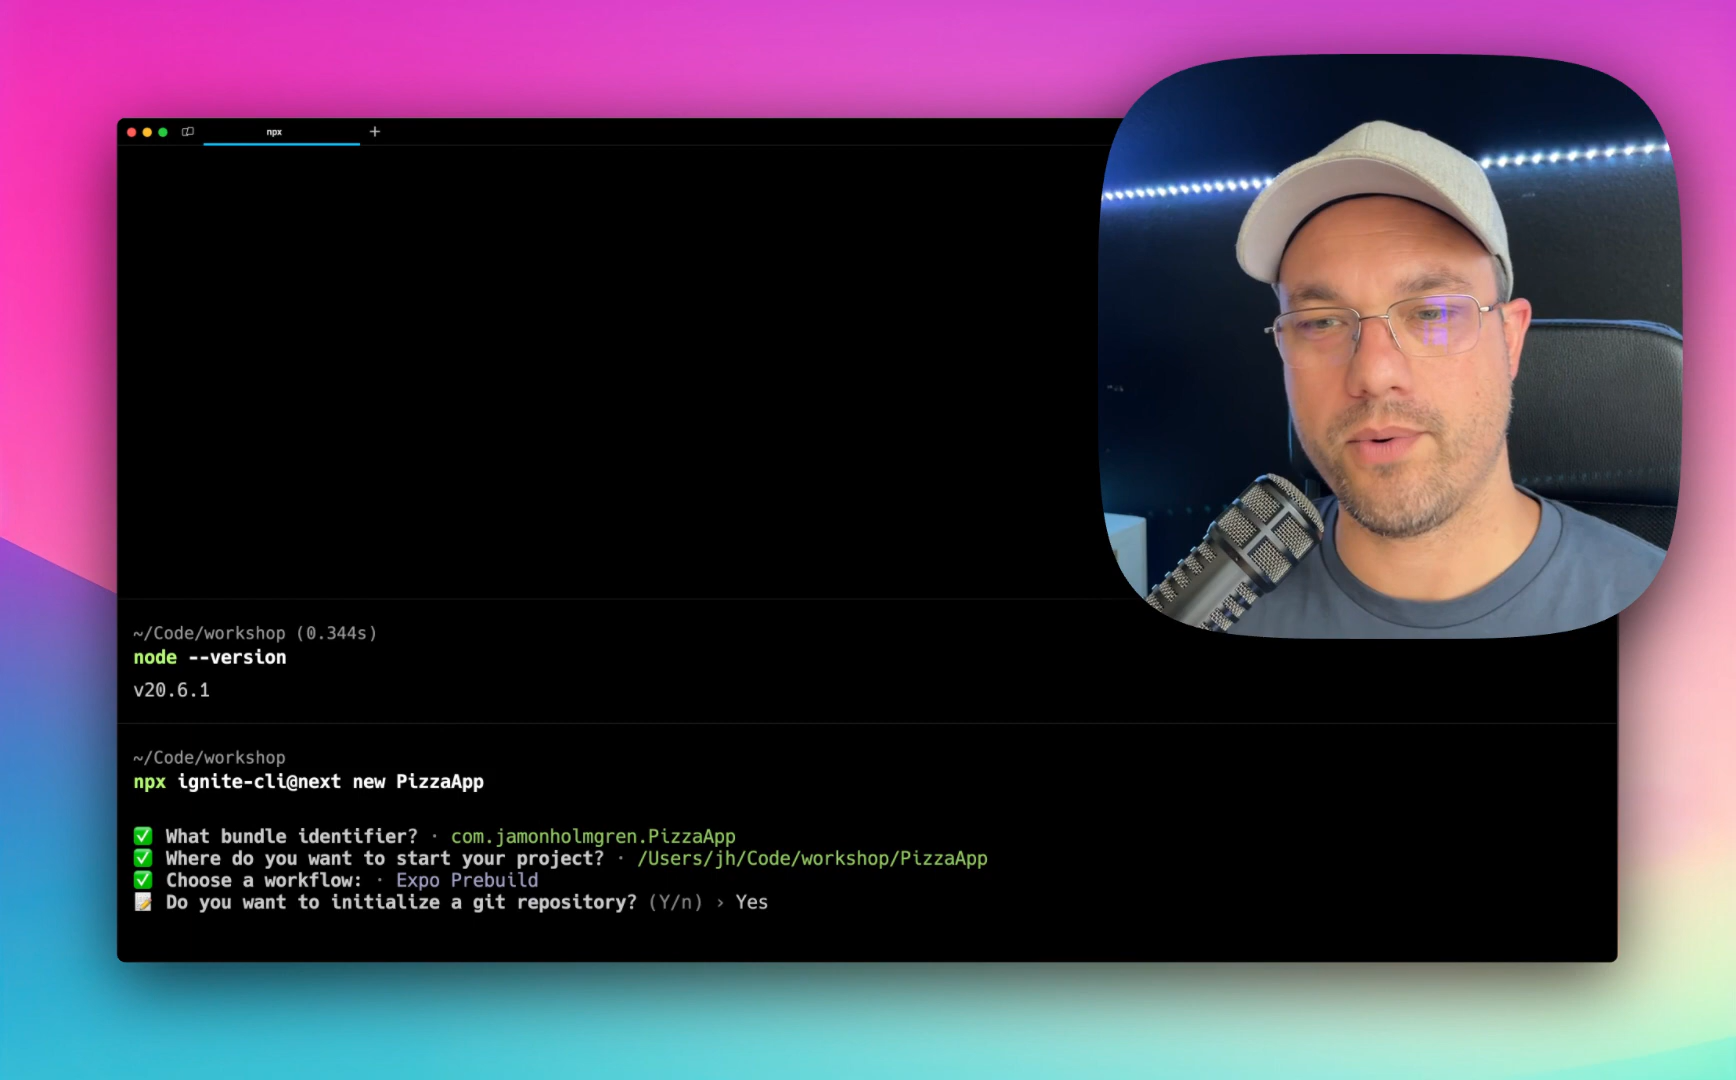 npx
~/Code/workshop (0.344s)
node --version
v20.6.1
~/Code/workshop
npx ignite-cli@next new PizzaApp
✅ What bundle identifier? · com.jamonholmgren.PizzaApp
✅ Where do you want to start your project? · /Users/jh/Code/workshop/PizzaApp
✅ Choose a workflow: · Expo Prebuild
📝 Do you want to initialize a git repository? (Y/n) › Yes